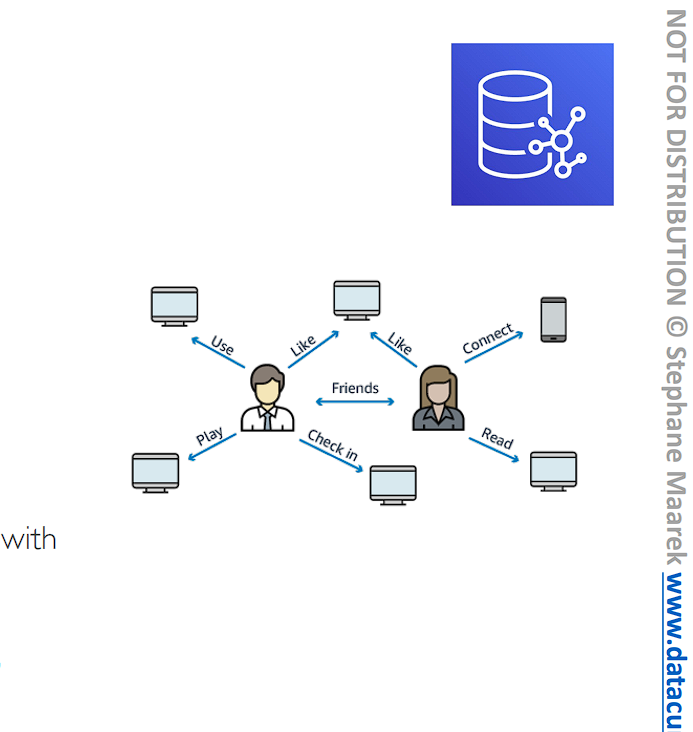 Use
Like
Like
Connect
Friends
Play
Check in
Read
with
NOT FOR DISTRIBUTION © Stephane Maarek www.datacu